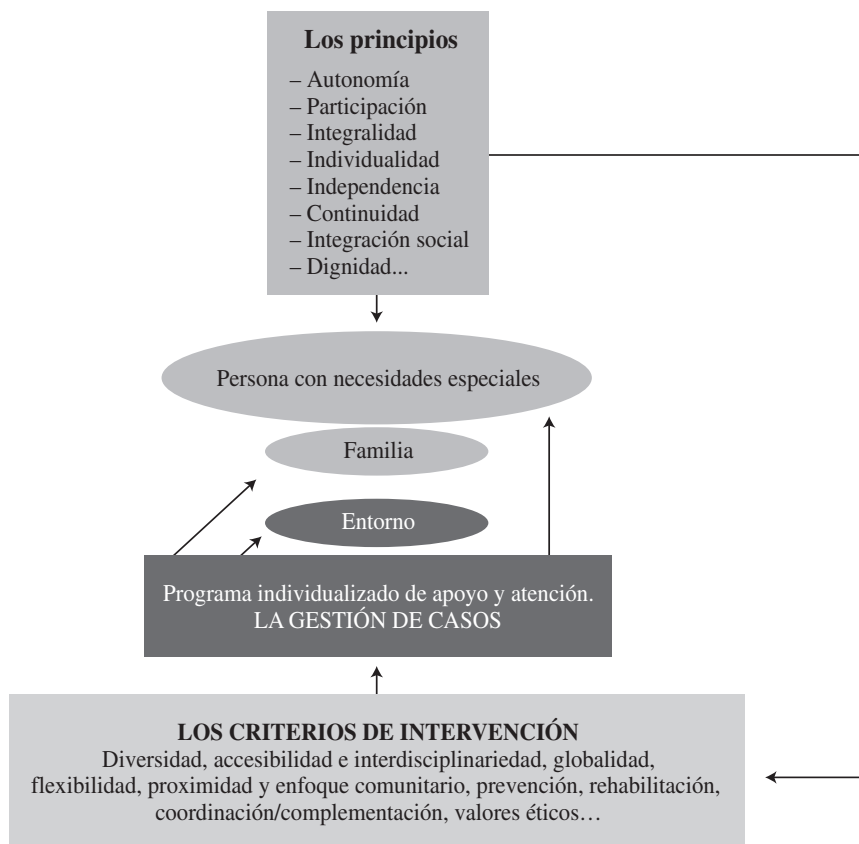 Los principios
– Autonomía
– Participación
– Integralidad
– Individualidad
– Independencia
– Continuidad
– Integración social
– Dignidad...
Persona con necesidades especiales
Familia
Entorno
Programa individualizado de apoyo y atención.
LA GESTIÓN DE CASOS
LOS CRITERIOS DE INTERVENCIÓN
Diversidad, accesibilidad e interdisciplinariedad, globalidad,
flexibilidad, proximidad y enfoque comunitario, prevención, rehabilitación,
coordinación/complementación, valores éticos…